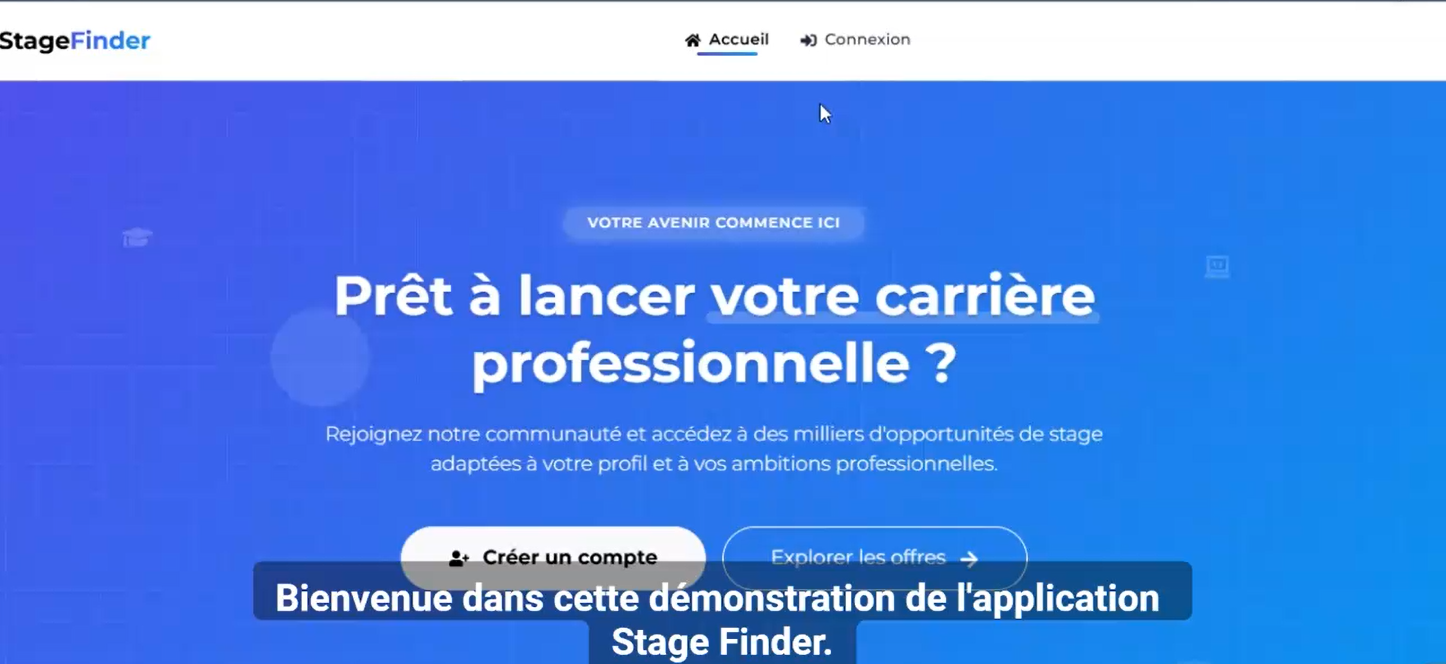 StageFinder
Accueil
Connexion
VOTRE AVENIR COMMENCE ICI
Prêt à lancer votre carrière
professionnelle ?
Rejoignez notre communauté et accédez à des milliers d'opportunités de stage
adaptées à votre profil et à vos ambitions professionnelles.
Créer un compte
Explorer les offres →
Bienvenue dans cette démonstration de l'application
Stage Finder.